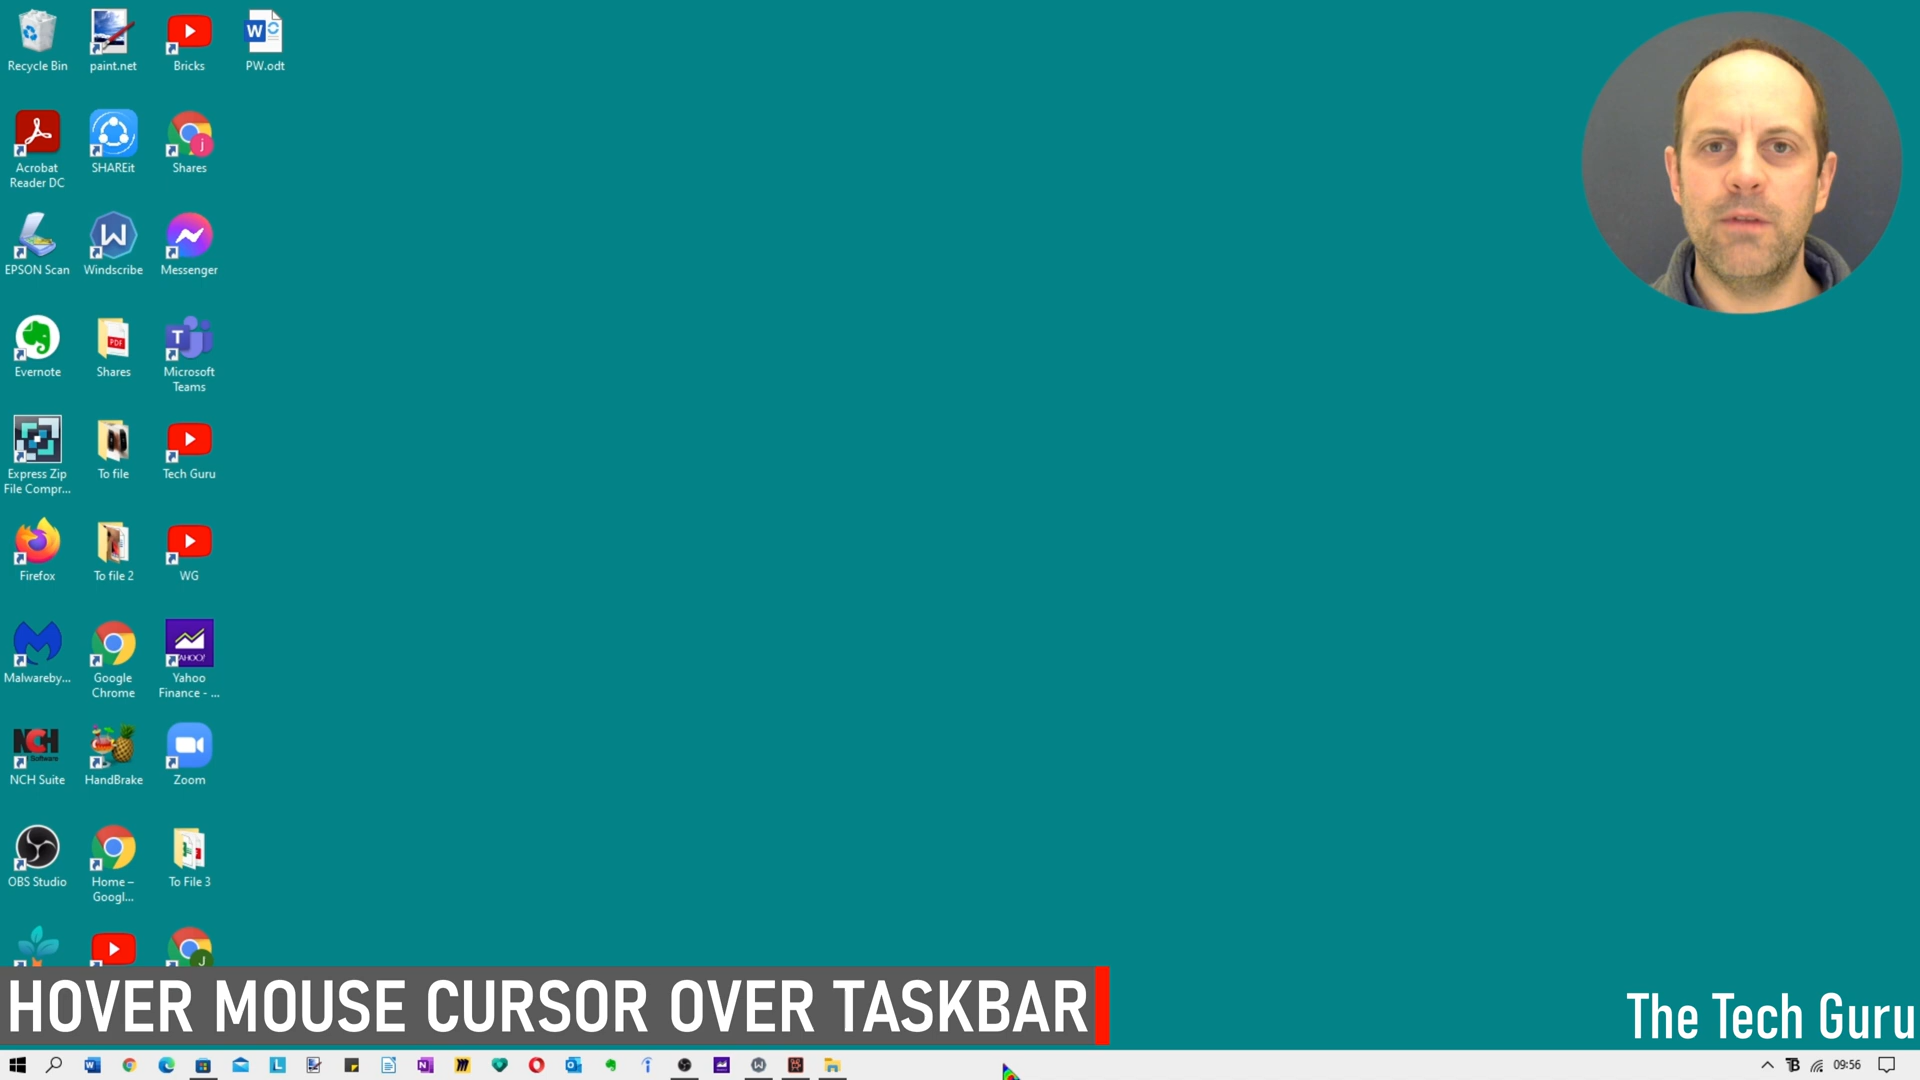 Recycle Bin
paint.net
Bricks
PW.odt
Acrobat
Reader DC
SHAREit
Shares
EPSON Scan
Windscribe
Messenger
Evernote
Shares
Microsoft
Teams
Express Zip
File Compr...
To file
Tech Guru
Firefox
To file 2
WG
Malwareby...
Google
Chrome
Yahoo
Finance - ...
NCH Suite
HandBrake
Zoom
OBS Studio
Home –
Googl...
To File 3
HOVER MOUSE CURSOR OVER TASKBAR
The Tech Guru
09:56